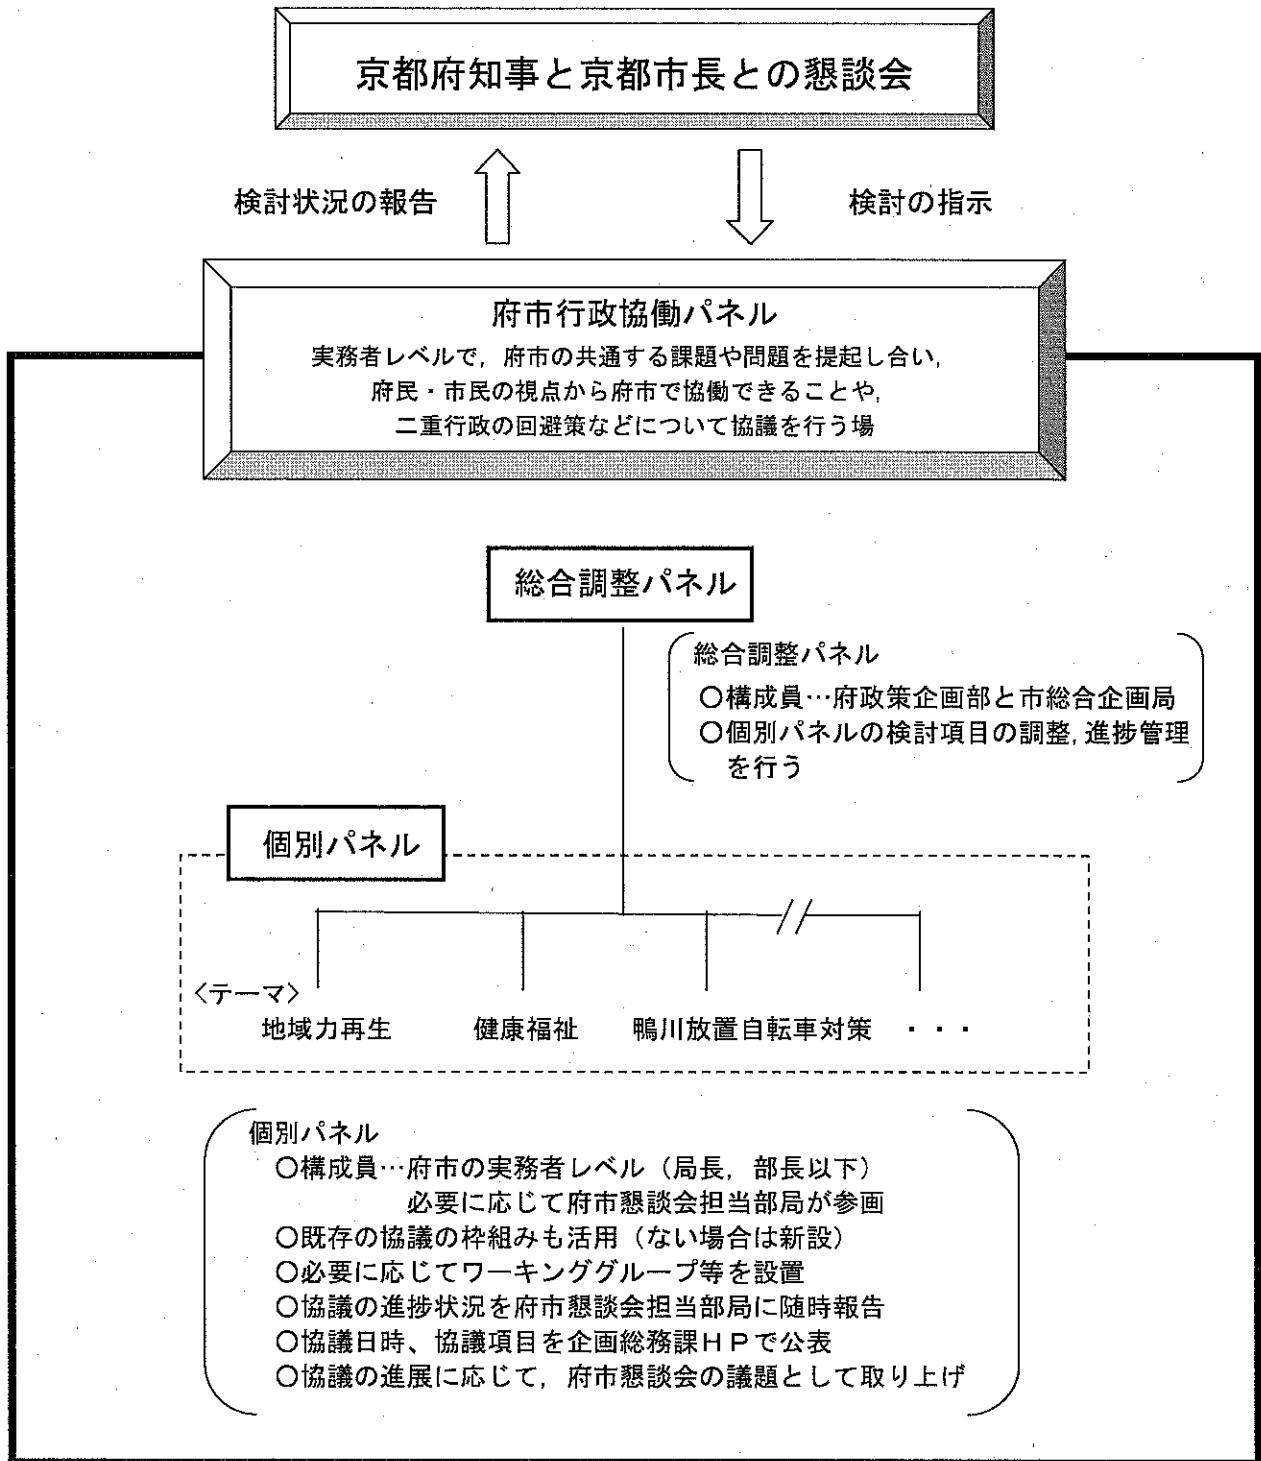 京都府知事と京都市長との懇談会
検討状況の報告
検討の指示
府市行政協働パネル
実務者レベルで，府市の共通する課題や問題を提起し合い，
府民・市民の視点から府市で協働できることや，
二重行政の回避策などについて協議を行う場
総合調整パネル
総合調整パネル
○構成員…府政策企画部と市総合企画局
○個別パネルの検討項目の調整，進捗管理
を行う
個別パネル
〈テーマ〉
地域力再生　健康福祉　鴨川放置自転車対策　・・・
個別パネル
○構成員…府市の実務者レベル（局長，部長以下）
必要に応じて府市懇談会担当部局が参画
○既存の協議の枠組みも活用（ない場合は新設）
○必要に応じてワーキンググループ等を設置
○協議の進捗状況を府市懇談会担当部局に随時報告
○協議日時、協議項目を企画総務課ＨＰで公表
○協議の進展に応じて，府市懇談会の議題として取り上げ